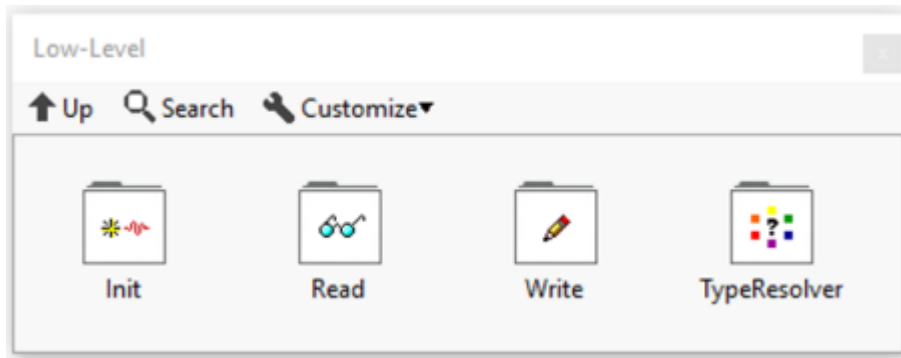 Low-Level
Up Search Customize
Init Read Write TypeResolver